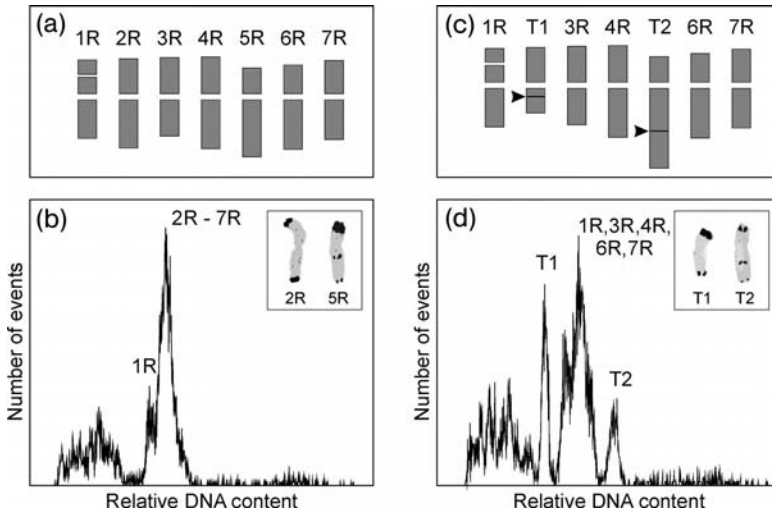 (a)
1R 2R 3R 4R 5R 6R 7R
(c)
1R T1 3R 4R T2 6R 7R
(b)
2R - 7R
1R
2R 5R
Number of events
Relative DNA content
(d)
1R,3R,4R,
6R,7R
T1
T2
T1 T2
Number of events
Relative DNA content